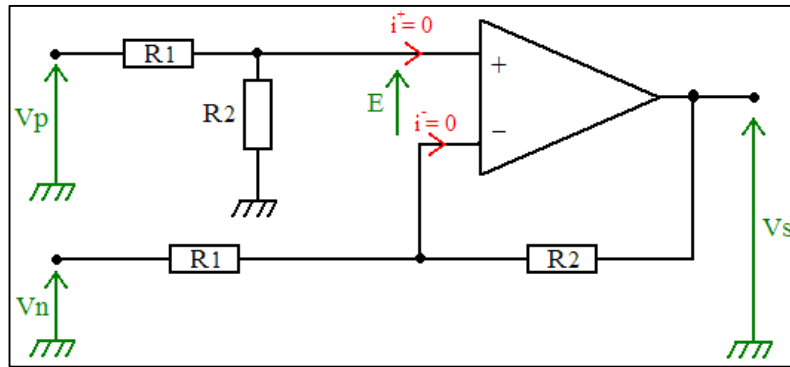 i⁺= 0
R1
+
E
R2
Vp
i⁻= 0
−
R1
R2
Vs
Vn